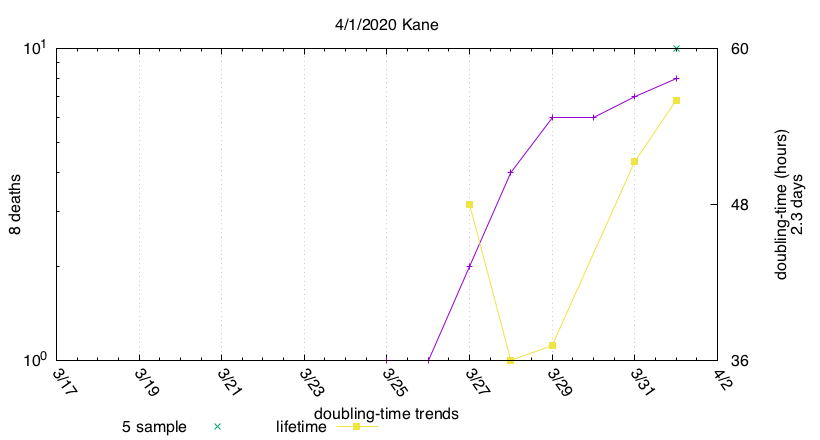 4/1/2020 Kane
10^1
10^0
8 deaths
60
48
36
doubling-time (hours)
2.3 days
3/17 3/19 3/21 3/23 3/25 3/27 3/29 3/31 4/2
doubling-time trends
5 sample lifetime